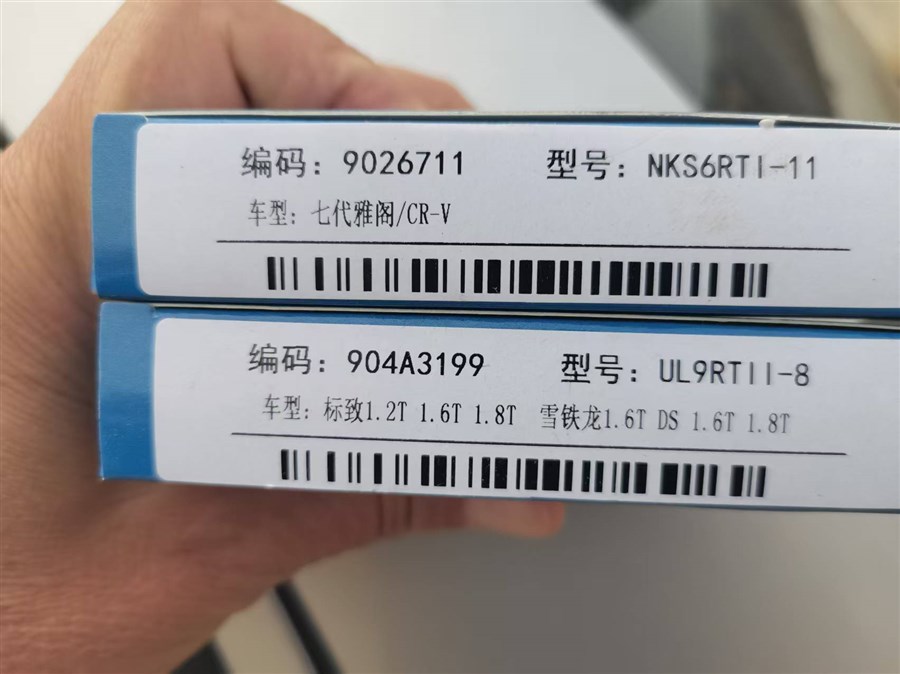 编码：9026711 型号：NKS6RTI-11
车型：七代雅阁/CR-V
编码：904A3199 型号：UL9RTII-8
车型：标致1.2T 1.6T 1.8T 雪铁龙1.6T DS 1.6T 1.8T